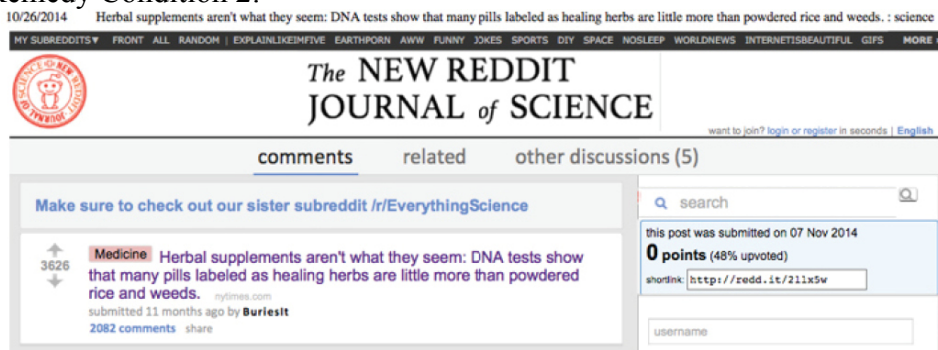 Remedy Condition 2:
10/26/2014 Herbal supplements aren't what they seem: DNA tests show that many pills labeled as healing herbs are little more than powdered rice and weeds. : science
MY SUBREDDITS▼ FRONT ALL RANDOM | EXPLAINLIKEIMFIVE EARTHPORN AWW FUNNY JOKES SPORTS DIY SPACE NOSLEEP WORLDNEWS INTERNETISBEAUTIFUL GIFS MORE
The NEW REDDIT
JOURNAL of SCIENCE
want to join? login or register in seconds | English
comments related other discussions (5)
Make sure to check out our sister subreddit /r/EverythingScience
search
this post was submitted on 07 Nov 2014
0 points (48% upvoted)
shortlink: http://redd.it/2llx5w
3626
Medicine Herbal supplements aren't what they seem: DNA tests show
that many pills labeled as healing herbs are little more than powdered
rice and weeds. nytimes.com
submitted 11 months ago by BuriesIt
2082 comments share
username